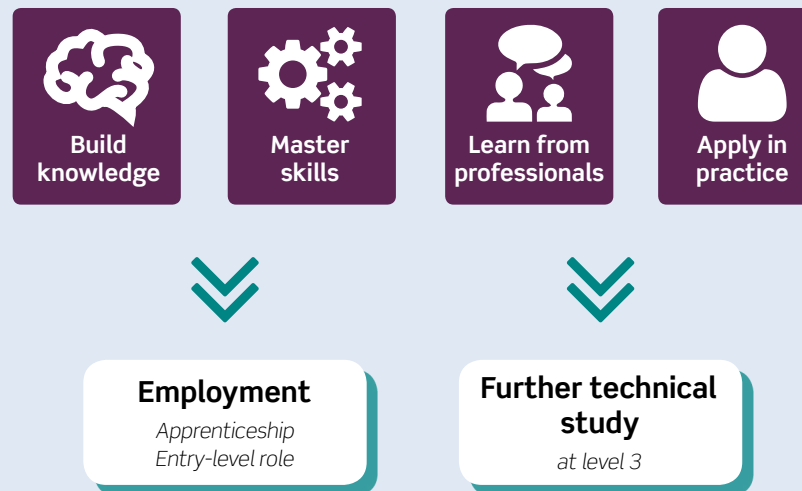 Build
knowledge
Master
skills
Learn from
professionals
Apply in
practice
Employment
Apprenticeship
Entry-level role
Further technical
study
at level 3